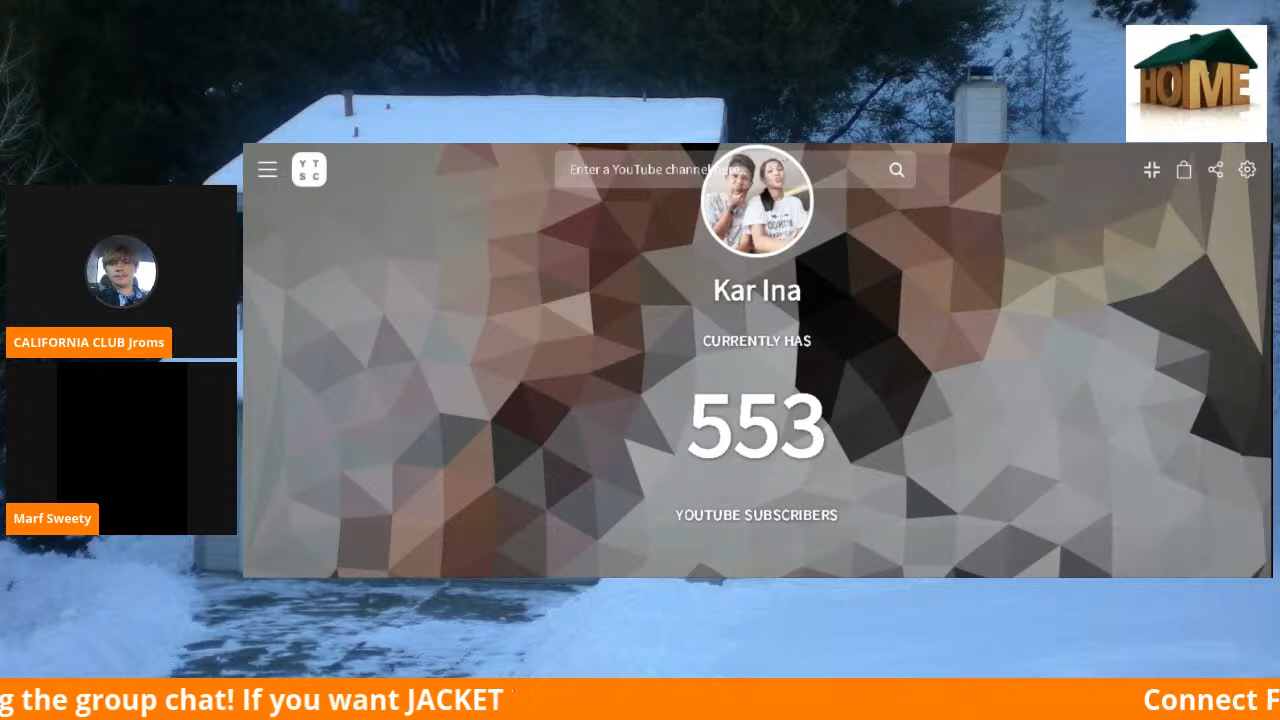 HOME
Y T
S C
Enter a YouTube channel
Kar Ina
CURRENTLY HAS
553
YOUTUBE SUBSCRIBERS
CALIFORNIA CLUB Jroms
Marf Sweety
g the group chat! If you want JACKET
Connect F